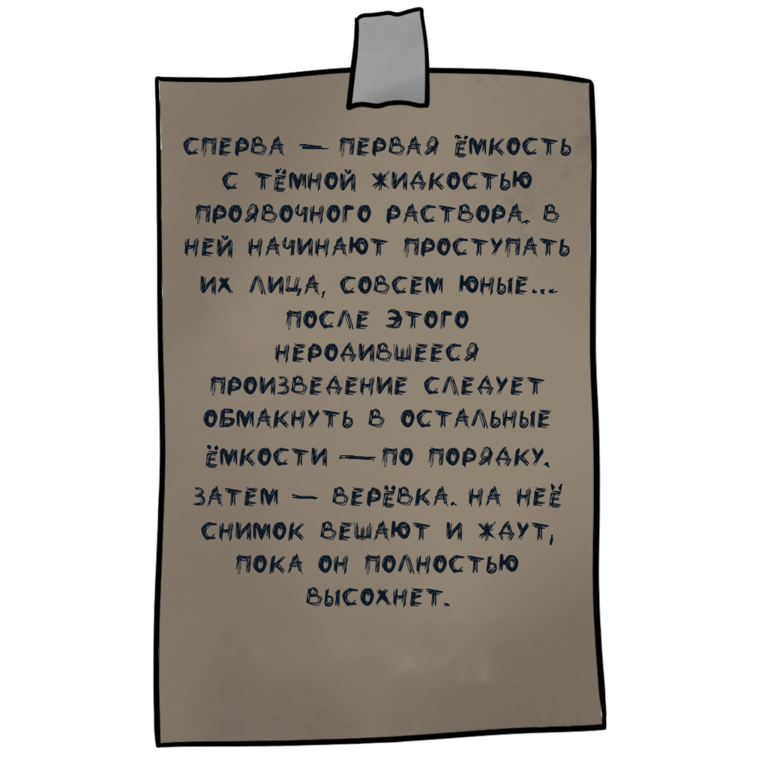 СПЕРВА — ПЕРВАЯ ЁМКОСТЬ
С ТЁМНОЙ ЖИДКОСТЬЮ
ПРОЯВОЧНОГО РАСТВОРА. В
НЕЙ НАЧИНАЮТ ПРОСТУПАТЬ
ИХ ЛИЦА, СОВСЕМ ЮНЫЕ...
ПОСЛЕ ЭТОГО
НЕРОДИВШЕЕСЯ
ПРОИЗВЕДЕНИЕ СЛЕДУЕТ
ОБМАКНУТЬ В ОСТАЛЬНЫЕ
ЁМКОСТИ — ПО ПОРЯДКУ.
ЗАТЕМ — ВЕРЁВКА. НА НЕЁ
СНИМОК ВЕШАЮТ И ЖДУТ,
ПОКА ОН ПОЛНОСТЬЮ
ВЫСОХНЕТ.